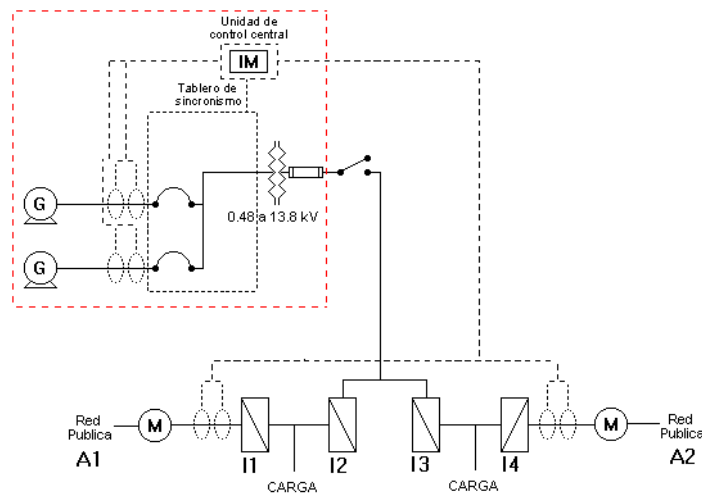 Unidad de
control central
IM
Tablero de
sincronismo
G
0.48 a 13.8 kV
G
Red
Publica
A1
M
I1
I2
I3
I4
M
Red
Publica
A2
CARGA
CARGA